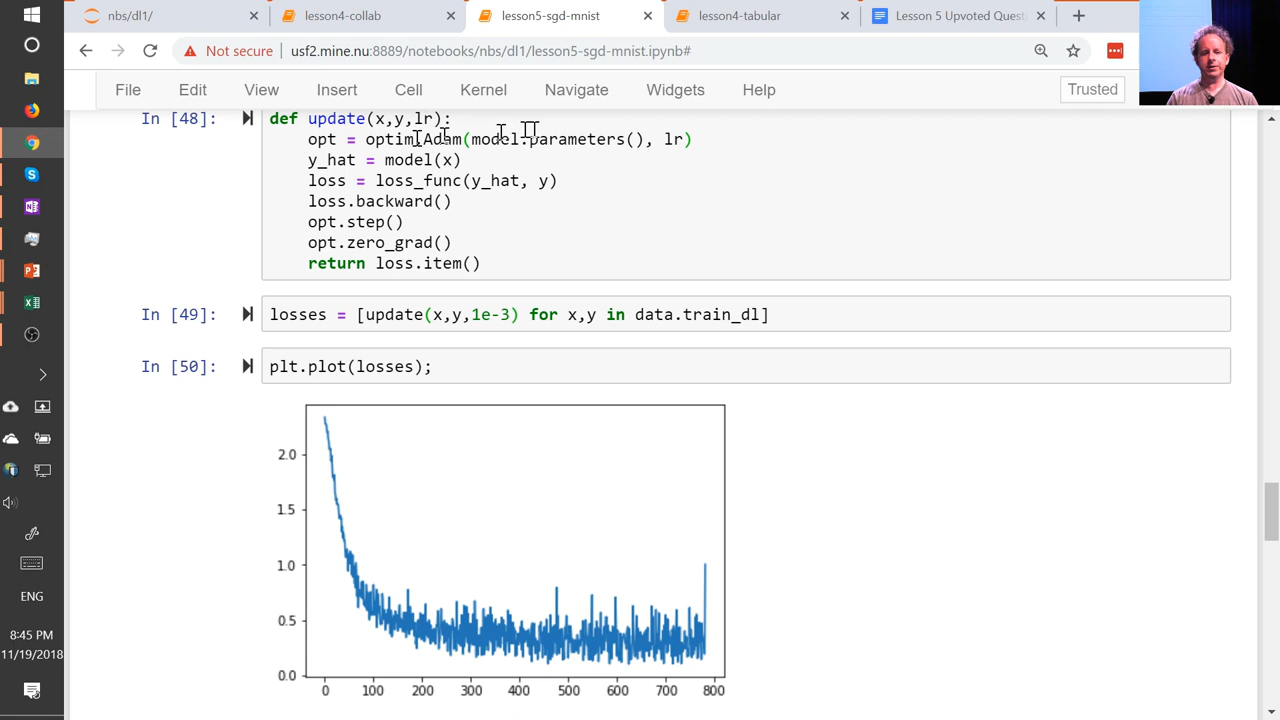 nbs/dl1/
lesson4-collab
lesson5-sgd-mnist
lesson4-tabular
Lesson 5 Upvoted Quest
Not secure | usf2.mine.nu:8889/notebooks/nbs/dl1/lesson5-sgd-mnist.ipynb#
File Edit View Insert Cell Kernel Navigate Widgets Help Trusted
In [48]: def update(x,y,lr):
opt = optim.Adam(model.parameters(), lr)
y_hat = model(x)
loss = loss_func(y_hat, y)
loss.backward()
opt.step()
opt.zero_grad()
return loss.item()
In [49]: losses = [update(x,y,1e-3) for x,y in data.train_dl]
In [50]: plt.plot(losses);
2.0
1.5
1.0
0.5
0.0
0 100 200 300 400 500 600 700 800
ENG
8:45 PM
11/19/2018